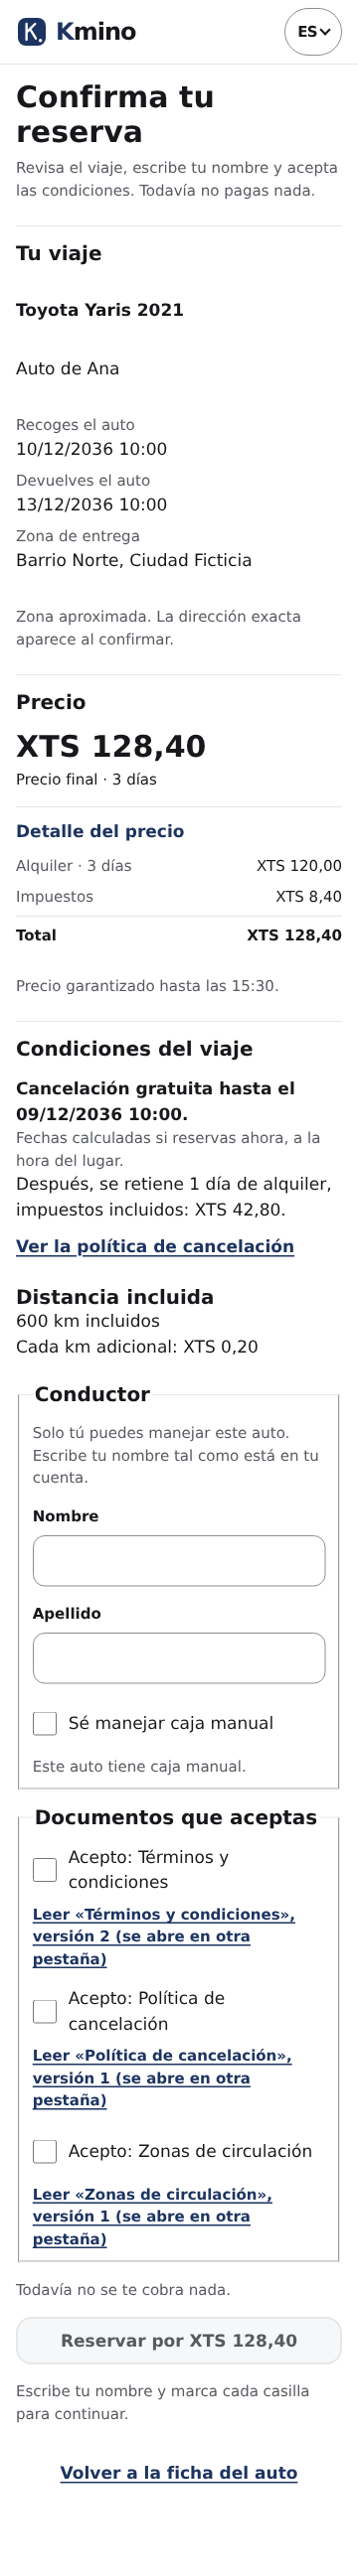 Kmino
ES
Confirma tu
reserva
Revisa el viaje, escribe tu nombre y acepta
las condiciones. Todavía no pagas nada.
Tu viaje
Toyota Yaris 2021
Auto de Ana
Recoges el auto
10/12/2036 10:00
Devuelves el auto
13/12/2036 10:00
Zona de entrega
Barrio Norte, Ciudad Ficticia
Zona aproximada. La dirección exacta
aparece al confirmar.
Precio
XTS 128,40
Precio final · 3 días
Detalle del precio
Alquiler · 3 días XTS 120,00
Impuestos XTS 8,40
Total XTS 128,40
Precio garantizado hasta las 15:30.
Condiciones del viaje
Cancelación gratuita hasta el
09/12/2036 10:00.
Fechas calculadas si reservas ahora, a la
hora del lugar.
Después, se retiene 1 día de alquiler,
impuestos incluidos: XTS 42,80.
Ver la política de cancelación
Distancia incluida
600 km incluidos
Cada km adicional: XTS 0,20
Conductor
Solo tú puedes manejar este auto.
Escribe tu nombre tal como está en tu
cuenta.
Nombre
Apellido
Sé manejar caja manual
Este auto tiene caja manual.
Documentos que aceptas
Acepto: Términos y
condiciones
Leer «Términos y condiciones»,
versión 2 (se abre en otra
pestaña)
Acepto: Política de
cancelación
Leer «Política de cancelación»,
versión 1 (se abre en otra
pestaña)
Acepto: Zonas de circulación
Leer «Zonas de circulación»,
versión 1 (se abre en otra
pestaña)
Todavía no se te cobra nada.
Reservar por XTS 128,40
Escribe tu nombre y marca cada casilla
para continuar.
Volver a la ficha del auto